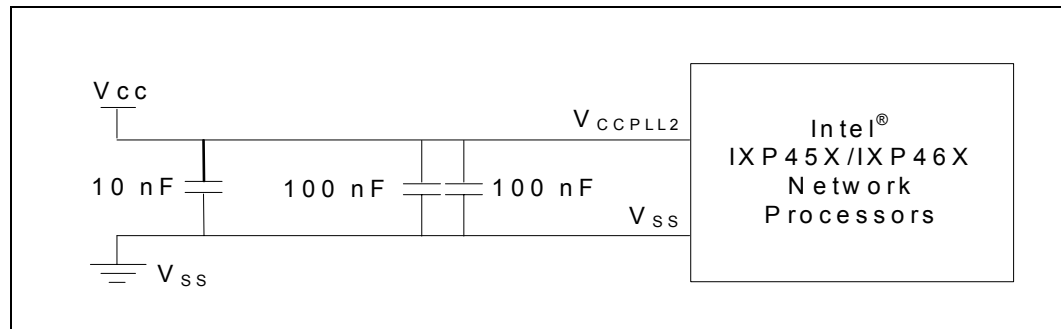 Vcc
VCCPLL2
10 nF
100 nF
100 nF
VSS
VSS
Intel®
IXP45X/IXP46X
Network
Processors